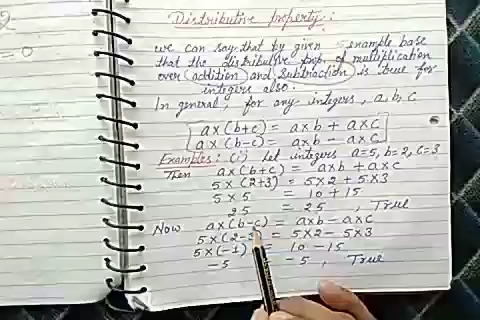 2
= 0
Distributive property :
we can say that by given example base
that the distributive prop. of multiplication
over (addition) and subtraction is true for
integers also.
In general, for any integers, a, b, c
a×(b+c) = a×b + a×c
a×(b-c) = a×b - a×c
Examples: (i) Let integers a=5, b=2, c=3
Then a×(b+c) = a×b + a×c
5×(2+3) = 5×2 + 5×3
5×5 = 10+15
25 = 25, True
Now a×(b-c) = a×b - a×c
5×(2- = 5×2 - 5×3
5×(-1) = 10-15
-5 -5, True